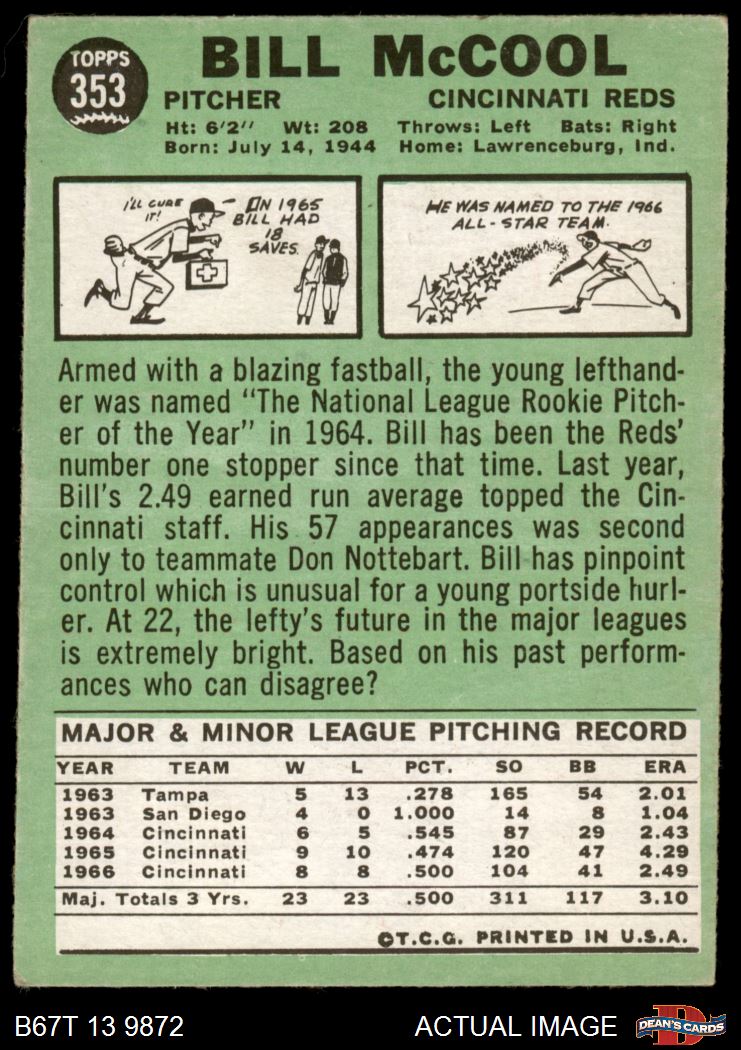 TOPPS
353
BILL McCOOL
PITCHER CINCINNATI REDS
Ht: 6'2" Wt: 208 Throws: Left Bats: Right
Born: July 14, 1944 Home: Lawrenceburg, Ind.
I'LL CURE
IT!
IN 1965
BILL HAD
18
SAVES.
HE WAS NAMED TO THE 1966
ALL-STAR TEAM.
Armed with a blazing fastball, the young lefthand-
er was named "The National League Rookie Pitch-
er of the Year" in 1964. Bill has been the Reds'
number one stopper since that time. Last year,
Bill's 2.49 earned run average topped the Cin-
cinnati staff. His 57 appearances was second
only to teammate Don Nottebart. Bill has pinpoint
control which is unusual for a young portside hurl-
er. At 22, the lefty's future in the major leagues
is extremely bright. Based on his past perform-
ances who can disagree?
MAJOR & MINOR LEAGUE PITCHING RECORD
YEAR TEAM W L PCT. SO BB ERA
1963 Tampa 5 13 .278 165 54 2.01
1963 San Diego 4 0 1.000 14 8 1.04
1964 Cincinnati 6 5 .545 87 29 2.43
1965 Cincinnati 9 10 .474 120 47 4.29
1966 Cincinnati 8 8 .500 104 41 2.49
Maj. Totals 3 Yrs. 23 23 .500 311 117 3.10
©T.C.G. PRINTED IN U.S.A.
B67T 13 9872 ACTUAL IMAGE DEAN'S CARDS